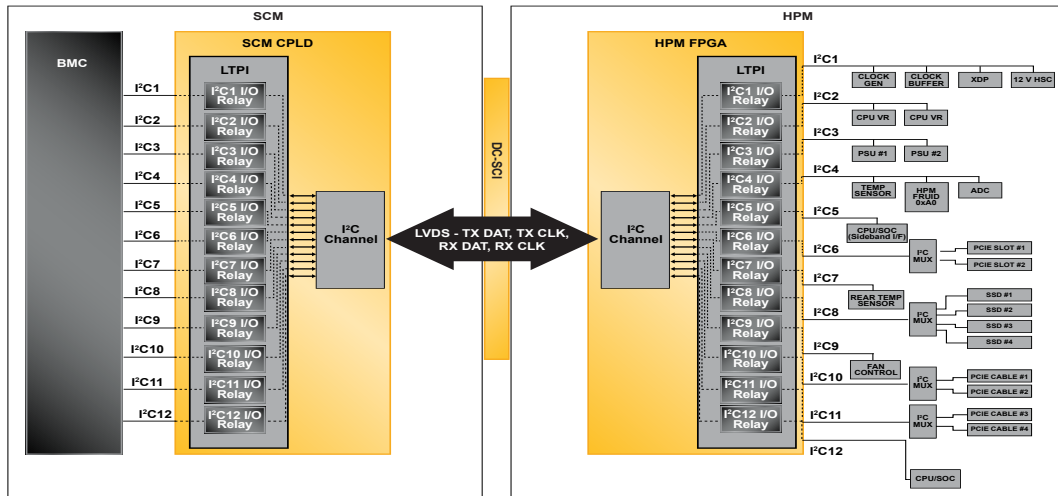 SCM
HPM
BMC
SCM CPLD
LTPI
I²C1
I²C2
I²C3
I²C4
I²C5
I²C6
I²C7
I²C8
I²C9
I²C10
I²C11
I²C12
I²C1 I/O
Relay
I²C2 I/O
Relay
I²C3 I/O
Relay
I²C4 I/O
Relay
I²C5 I/O
Relay
I²C6 I/O
Relay
I²C7 I/O
Relay
I²C8 I/O
Relay
I²C9 I/O
Relay
I²C10 I/O
Relay
I²C11 I/O
Relay
I²C12 I/O
Relay
I²C
Channel
DC-SCI
LVDS - TX DAT, TX CLK,
RX DAT, RX CLK
HPM FPGA
I²C
Channel
LTPI
I²C1 I/O
Relay
I²C2 I/O
Relay
I²C3 I/O
Relay
I²C4 I/O
Relay
I²C5 I/O
Relay
I²C6 I/O
Relay
I²C7 I/O
Relay
I²C8 I/O
Relay
I²C9 I/O
Relay
I²C10 I/O
Relay
I²C11 I/O
Relay
I²C12 I/O
Relay
I²C1
CLOCK
GEN
CLOCK
BUFFER
XDP
12 V HSC
I²C2
CPU VR
CPU VR
I²C3
PSU #1
PSU #2
I²C4
TEMP
SENSOR
HPM
FRUID
0xA0
ADC
I²C5
CPU/SOC
(Sideband I/F)
I²C6
I²C
MUX
PCIE SLOT #1
PCIE SLOT #2
I²C7
REAR TEMP
SENSOR
I²C8
I²C
MUX
SSD #1
SSD #2
SSD #3
SSD #4
I²C9
FAN
CONTROL
I²C10
I²C
MUX
PCIE CABLE #1
PCIE CABLE #2
I²C11
I²C
MUX
PCIE CABLE #3
PCIE CABLE #4
I²C12
CPU/SOC